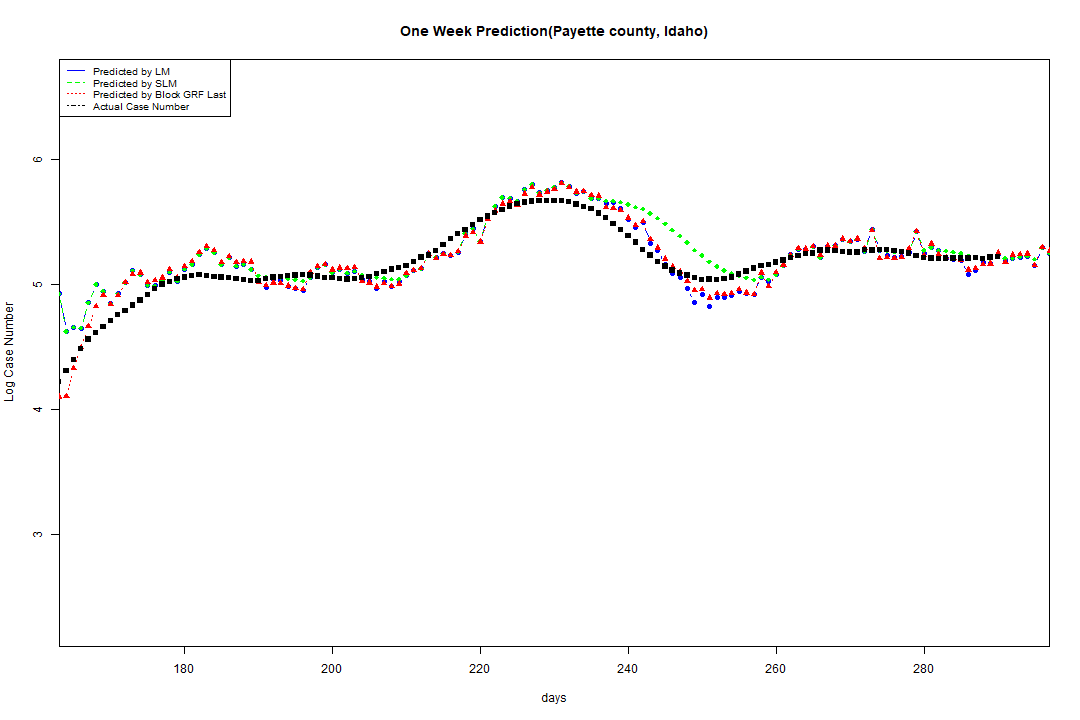 One Week Prediction(Payette county, Idaho)
Predicted by LM
Predicted by SLM
Predicted by Block GRF Last
Actual Case Number
6
5
4
3
Log Case Number
180 200 220 240 260 280
days